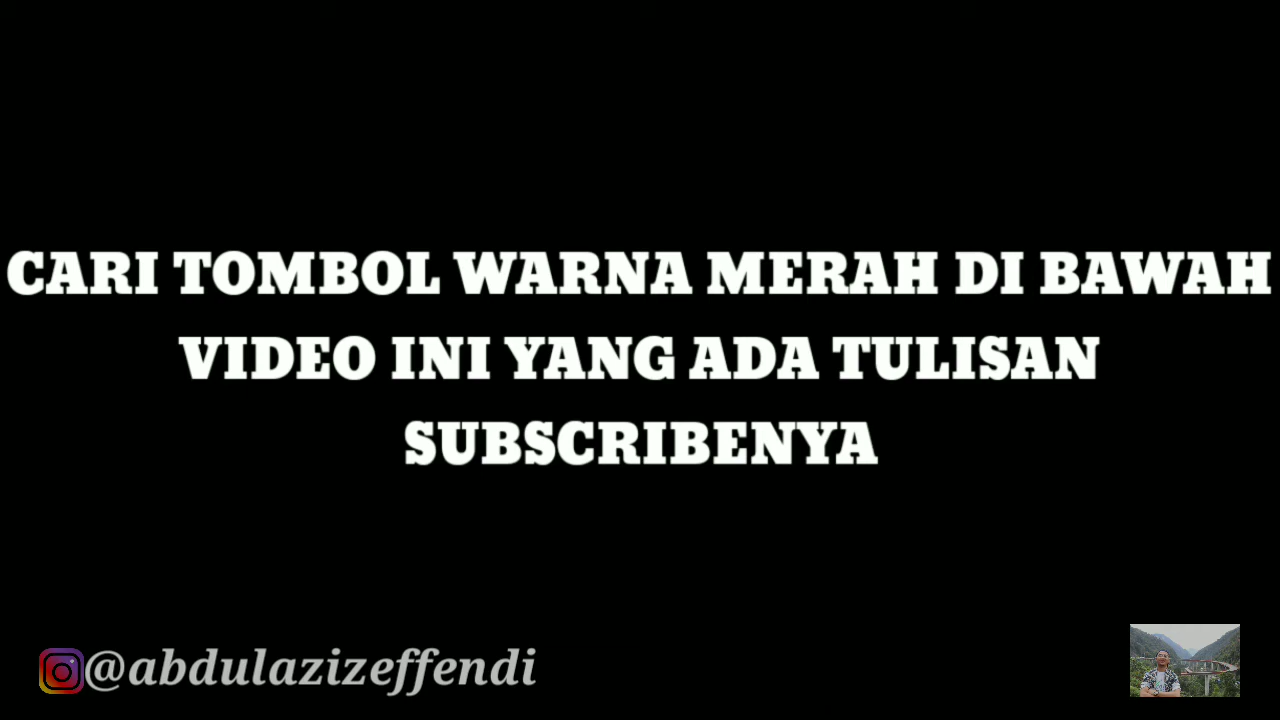 CARI TOMBOL WARNA MERAH DI BAWAH
VIDEO INI YANG ADA TULISAN
SUBSCRIBENYA
@abdulazizeffendi